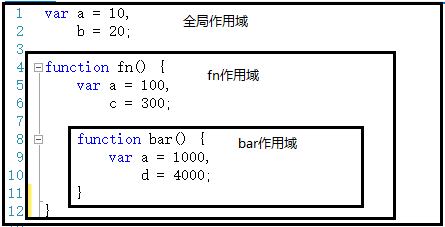 1 var a = 10, 全局作用域
2 b = 20;
3
4 function fn() { fn作用域
5 var a = 100,
6 c = 300;
7
8 function bar() { bar作用域
9 var a = 1000,
10 d = 4000;
11 }
12 }